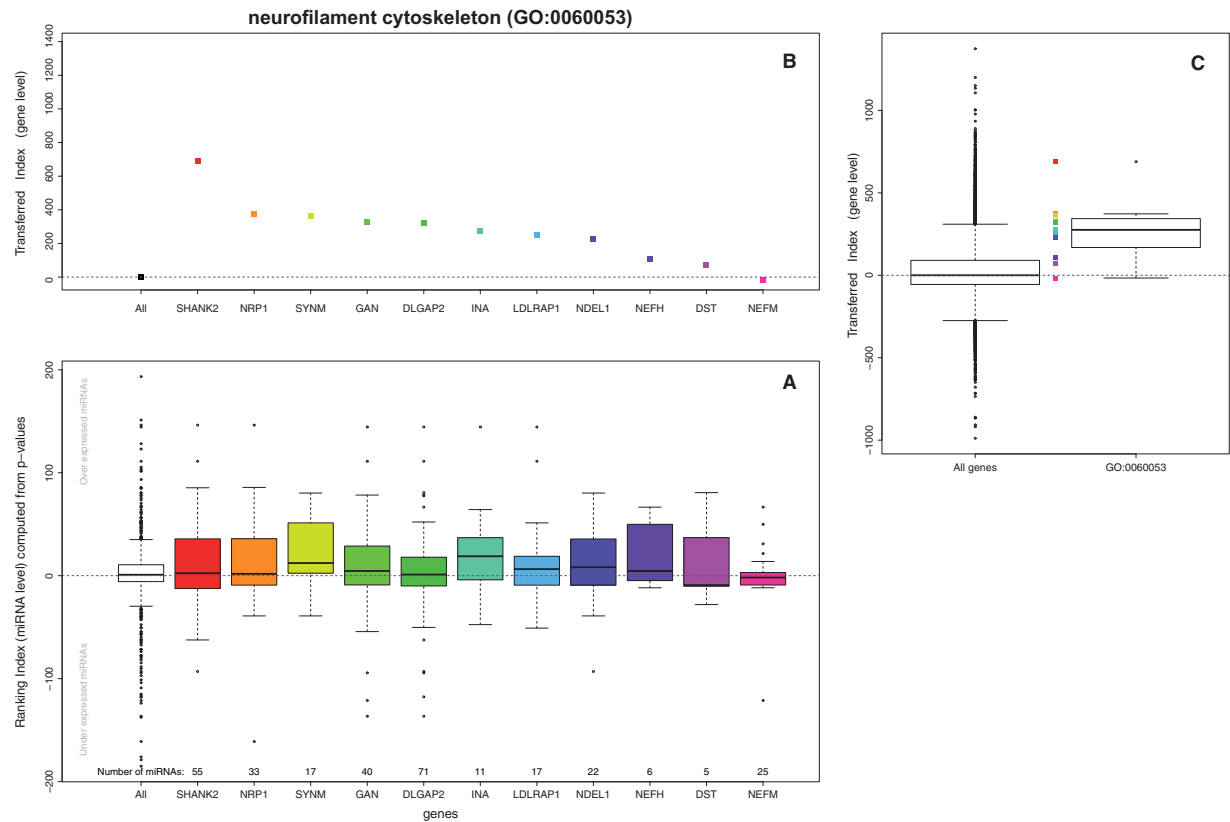 neurofilament cytoskeleton (GO:0060053)
B
Transferred Index (gene level)
1400
1200
1000
800
600
400
200
0
All SHANK2 NRP1 SYNM GAN DLGAP2 INA LDLRAP1 NDEL1 NEFH DST NEFM
A
Ranking Index (miRNA level) computed from p-values
200
100
0
−100
−200
Over expressed miRNAs
Under expreased miRNAs
Number of miRNAs: 55 33 17 40 71 11 17 22 6 5 25
All SHANK2 NRP1 SYNM GAN DLGAP2 INA LDLRAP1 NDEL1 NEFH DST NEFM
genes
C
Transferred Index (gene level)
1000
500
0
−500
−1000
All genes GO:0060053